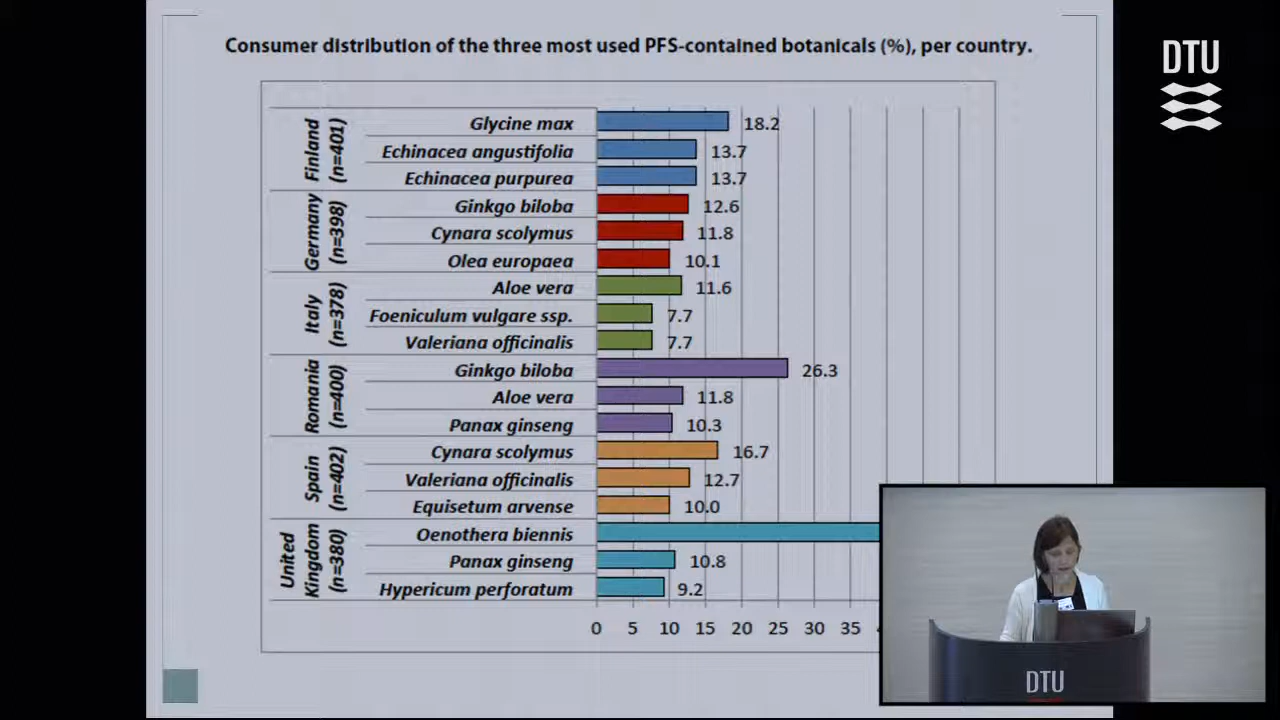 Consumer distribution of the three most used PFS-contained botanicals (%), per country.
DTU
Finland
(n=401)
Glycine max 18.2
Echinacea angustifolia 13.7
Echinacea purpurea 13.7
Germany
(n=398)
Ginkgo biloba 12.6
Cynara scolymus 11.8
Olea europaea 10.1
Italy
(n=378)
Aloe vera 11.6
Foeniculum vulgare ssp. 7.7
Valeriana officinalis 7.7
Romania
(n=400)
Ginkgo biloba 26.3
Aloe vera 11.8
Panax ginseng 10.3
Spain
(n=402)
Cynara scolymus 16.7
Valeriana officinalis 12.7
Equisetum arvense 10.0
United
Kingdom
(n=380)
Oenothera biennis
Panax ginseng 10.8
Hypericum perforatum 9.2
0 5 10 15 20 25 30 35
DTU